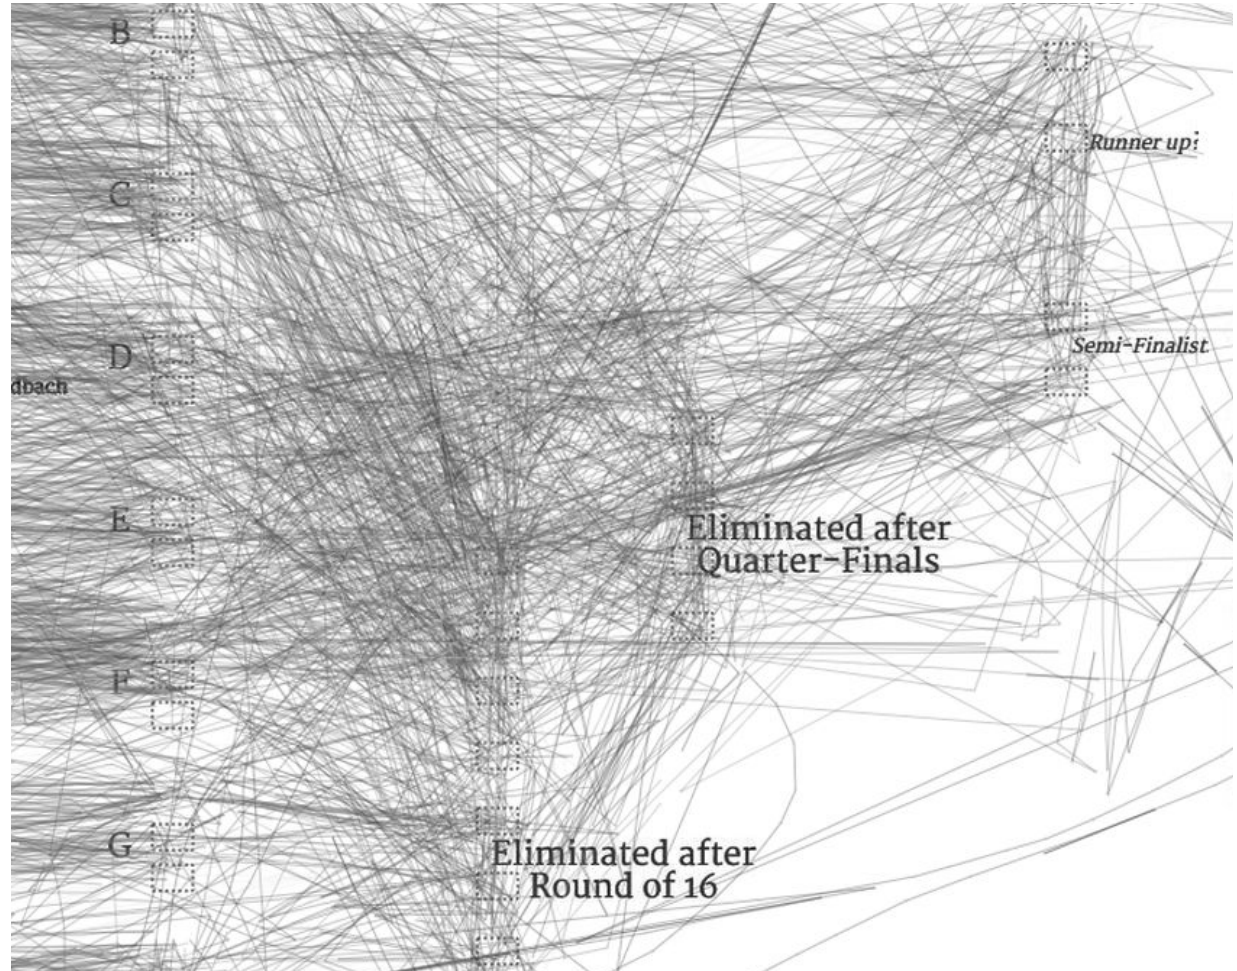 B
Runner up:
C
Semi-Finalist
D
dbach
E
Eliminated after
Quarter-Finals
F
G
Eliminated after
Round of 16